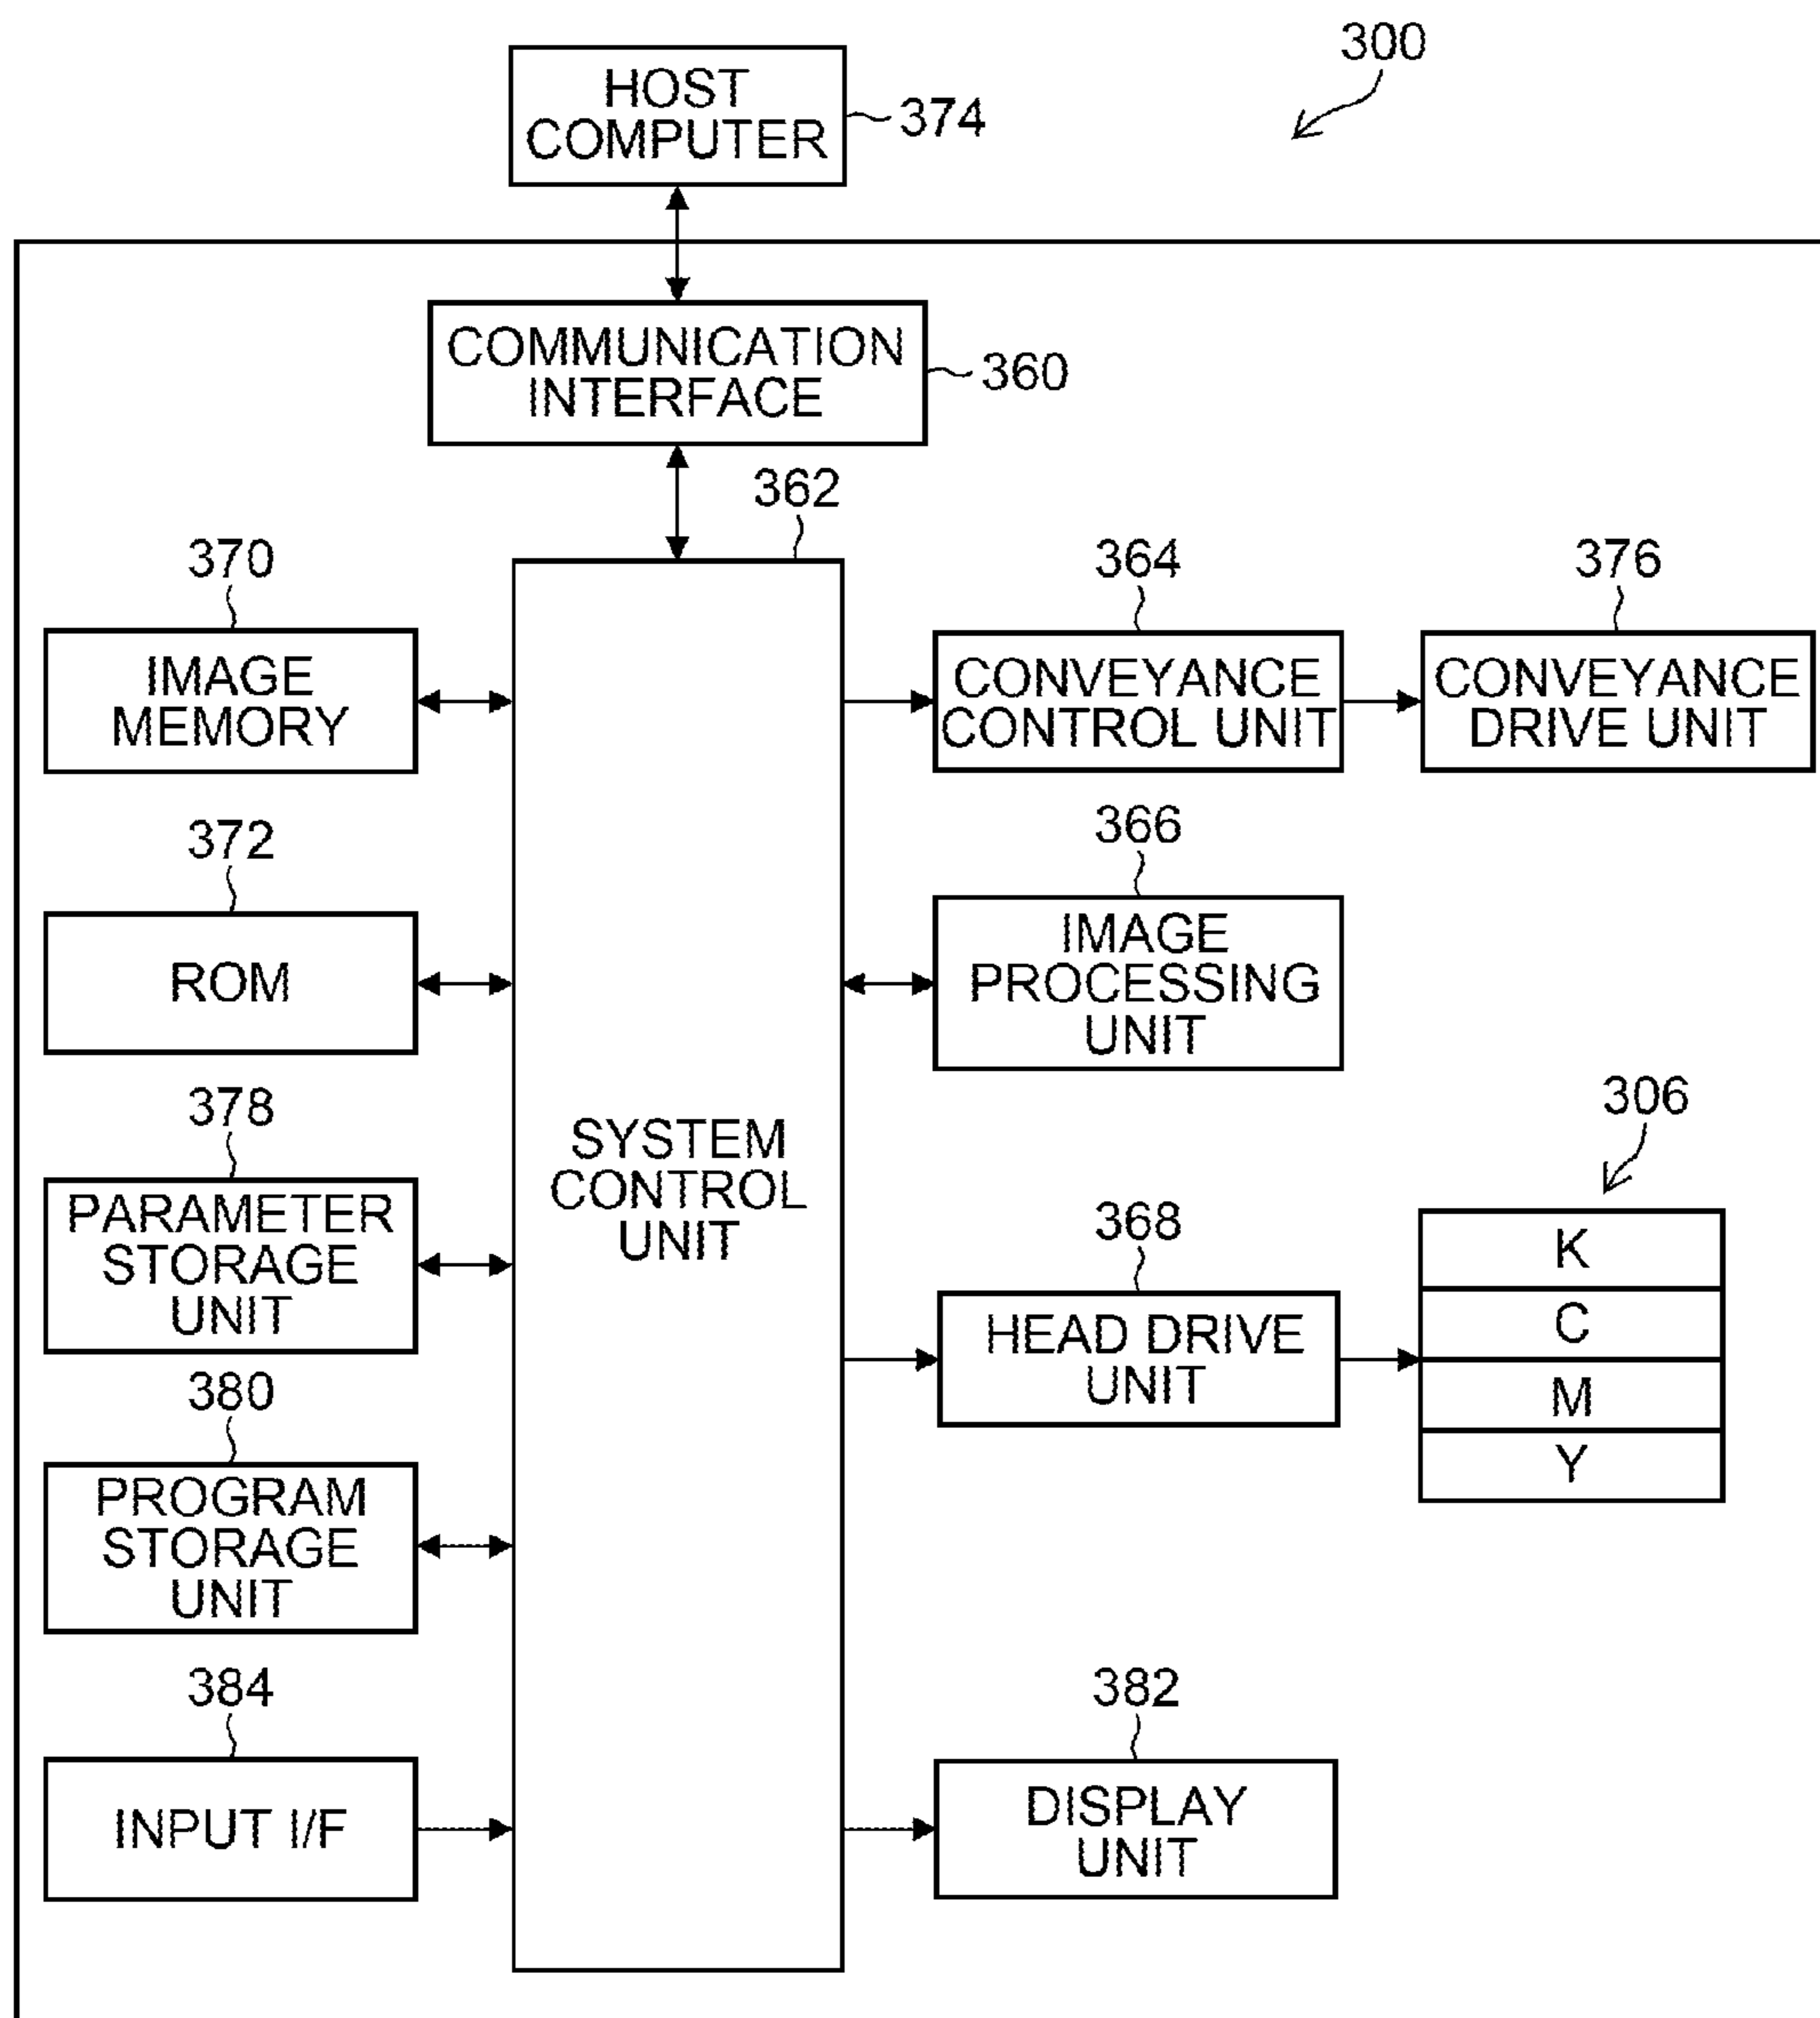 300
HOST
COMPUTER
374
COMMUNICATION
INTERFACE
360
362
370
IMAGE
MEMORY
364
CONVEYANCE
CONTROL UNIT
376
CONVEYANCE
DRIVE UNIT
372
ROM
366
IMAGE
PROCESSING
UNIT
SYSTEM
CONTROL
UNIT
378
PARAMETER
STORAGE
UNIT
368
HEAD DRIVE
UNIT
306
K
C
M
Y
380
PROGRAM
STORAGE
UNIT
384
INPUT I/F
382
DISPLAY
UNIT